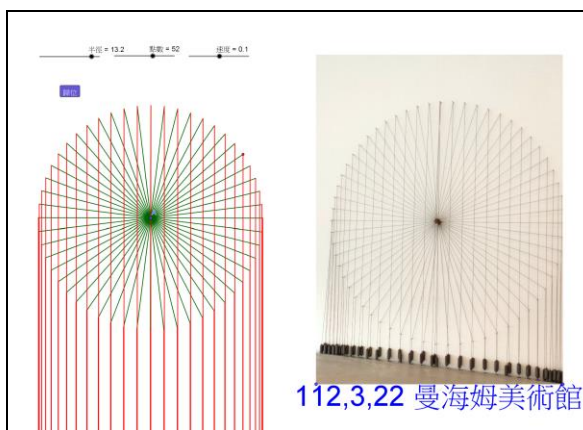 半徑 = 13.2
點數 = 52
速度 = 0.1
歸位
112,3,22 曼海姆美術館